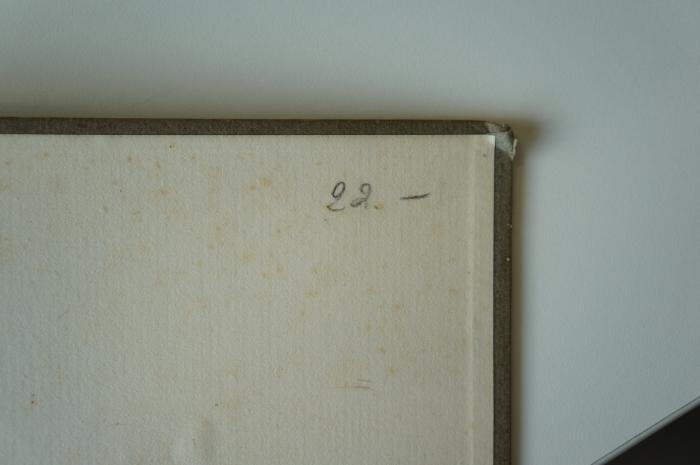 22. —